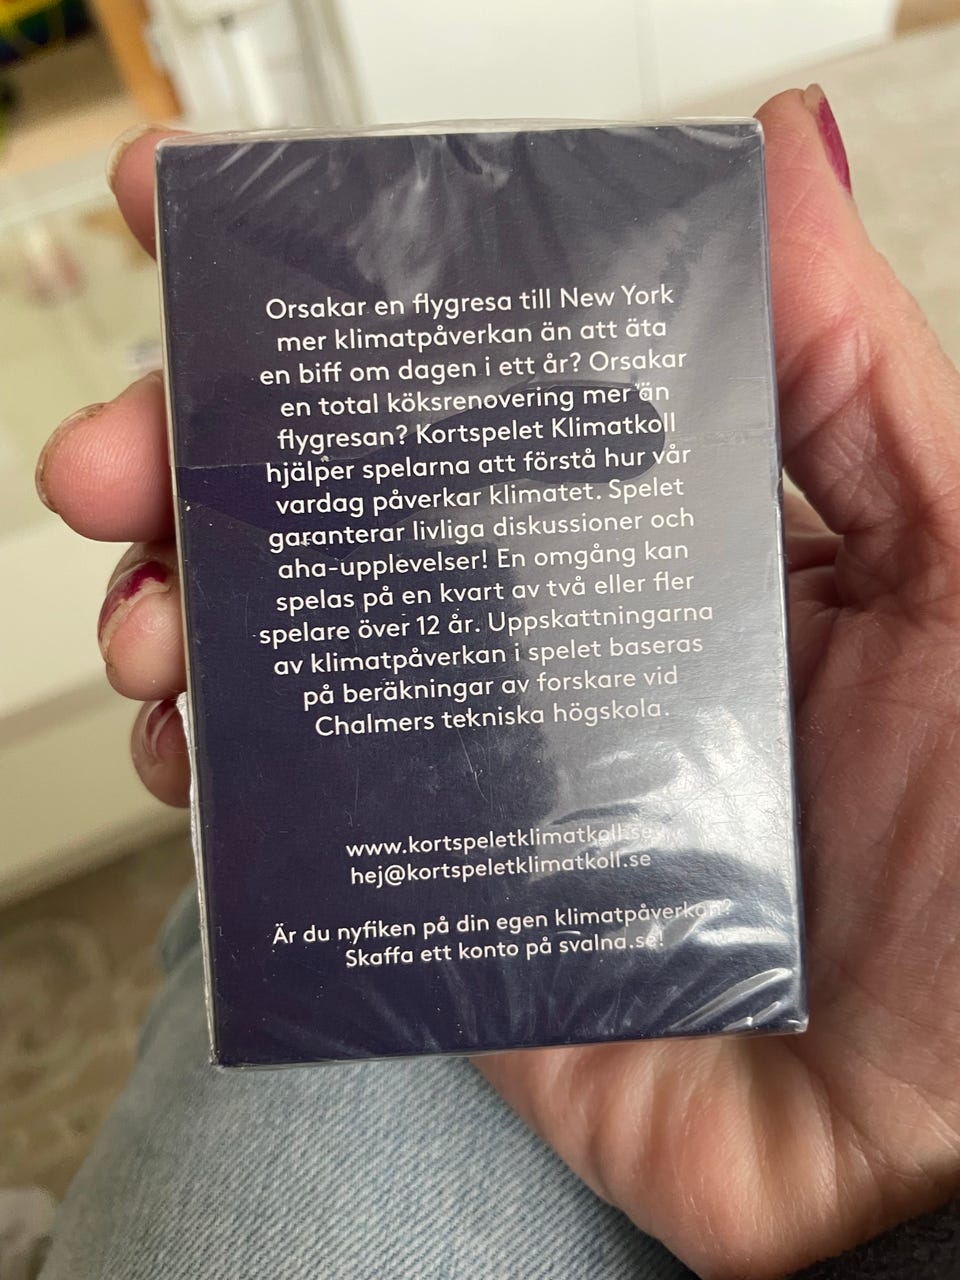 Orsakar en flygresa till New York
mer klimatpåverkan än att äta
en biff om dagen i ett år? Orsakar
en total köksrenovering mer än
flygresan? Kortspelet Klimatkoll
hjälper spelarna att förstå hur vår
vardag påverkar klimatet. Spelet
garanterar livliga diskussioner och
aha-upplevelser! En omgång kan
spelas på en kvart av två eller fler
spelare över 12 år. Uppskattningarna
av klimatpåverkan i spelet baseras
på beräkningar av forskare vid
Chalmers tekniska högskola.
www.kortspeletklimatkoll.se
hej@kortspeletklimatkoll.se
Är du nyfiken på din egen klimatpåverkan?
Skaffa ett konto på svalna.se!